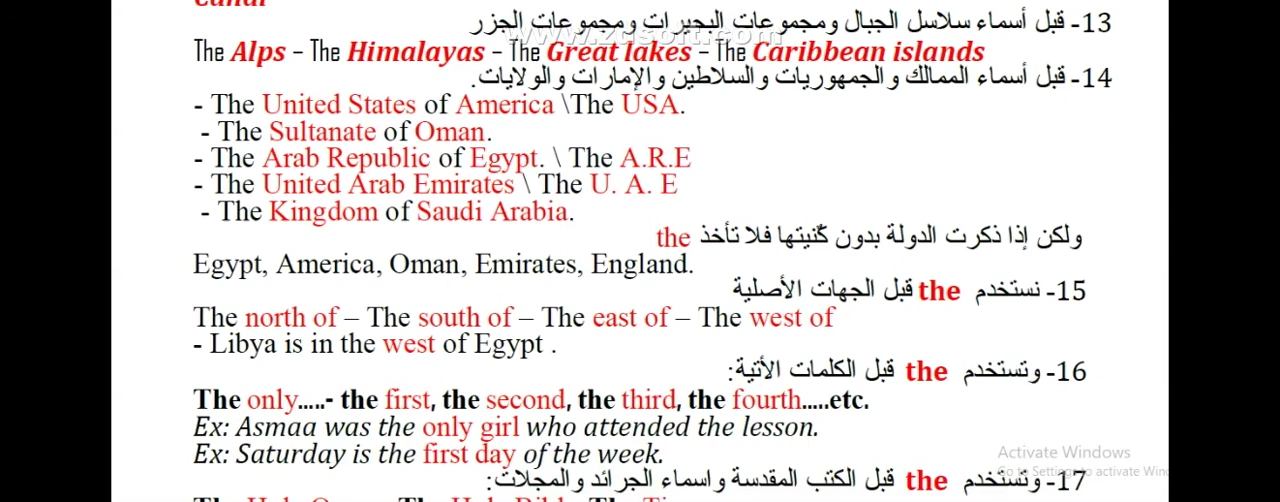 13- قبل أسماء سلاسل الجبال ومجموعات البحيرات ومجموعات الجزر
The Alps – The Himalayas – The Great lakes – The Caribbean islands
14- قبل أسماء الممالك والجمهوريات والسلاطين والإمارات والولايات.
- The United States of America \The USA.
- The Sultanate of Oman.
- The Arab Republic of Egypt. \ The A.R.E
- The United Arab Emirates \ The U. A. E
- The Kingdom of Saudi Arabia.
ولكن إذا ذكرت الدولة بدون كُنيتها فلا تأخذ the
Egypt, America, Oman, Emirates, England.
15- نستخدم the قبل الجهات الأصلية
The north of – The south of – The east of – The west of
- Libya is in the west of Egypt .
16- وتستخدم the قبل الكلمات الأتية:
The only.....- the first, the second, the third, the fourth.....etc.
Ex: Asmaa was the only girl who attended the lesson.
Ex: Saturday is the first day of the week.
Activate Windows
Go to Settings to activate Win
17- وتستخدم the قبل الكتب المقدسة واسماء الجرائد والمجلات: